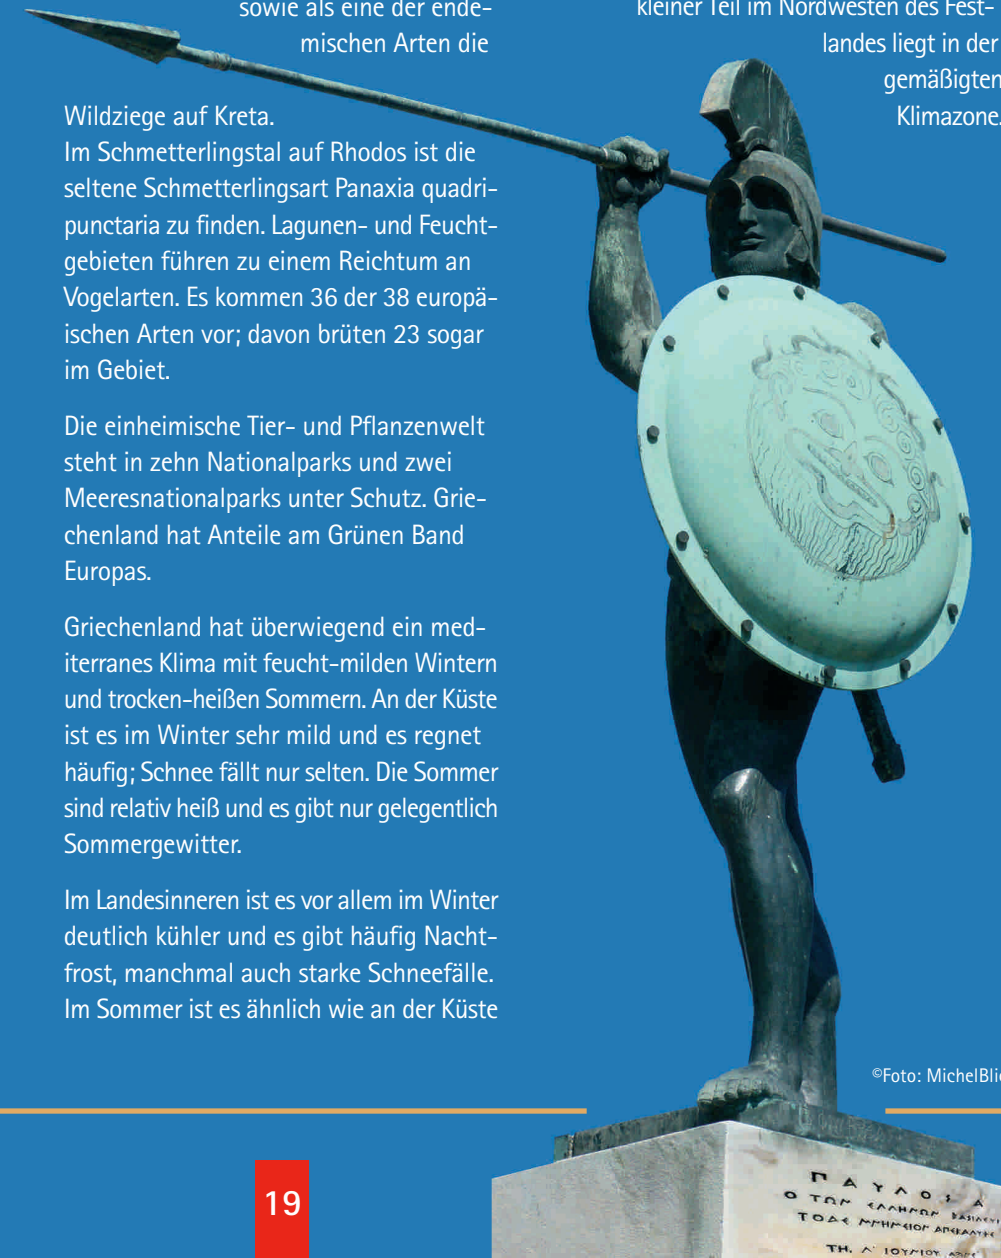 sowie als eine der ende-
mischen Arten die
Wildziege auf Kreta.
Im Schmetterlingstal auf Rhodos ist die
seltene Schmetterlingsart Panaxia quadri-
punctaria zu finden. Lagunen- und Feucht-
gebieten führen zu einem Reichtum an
Vogelarten. Es kommen 36 der 38 europä-
ischen Arten vor; davon brüten 23 sogar
im Gebiet.
Die einheimische Tier- und Pflanzenwelt
steht in zehn Nationalparks und zwei
Meeresnationalparks unter Schutz. Grie-
chenland hat Anteile am Grünen Band
Europas.
Griechenland hat überwiegend ein med-
iterranes Klima mit feucht-milden Wintern
und trocken-heißen Sommern. An der Küste
ist es im Winter sehr mild und es regnet
häufig; Schnee fällt nur selten. Die Sommer
sind relativ heiß und es gibt nur gelegentlich
Sommergewitter.
Im Landesinneren ist es vor allem im Winter
deutlich kühler und es gibt häufig Nacht-
frost, manchmal auch starke Schneefälle.
Im Sommer ist es ähnlich wie an der Küste
kleiner Teil im Nordwesten des Fest-
landes liegt in der
gemäßigten
Klimazone.
©Foto: MichelBli
ΠΑΥΛΟΣ Α
Ο ΤΩΝ ΕΛΛΗΝΩΝ
ΤΟΔΕ
ΤΗ. Λ ΙΟΥΝΙΟΥ
19